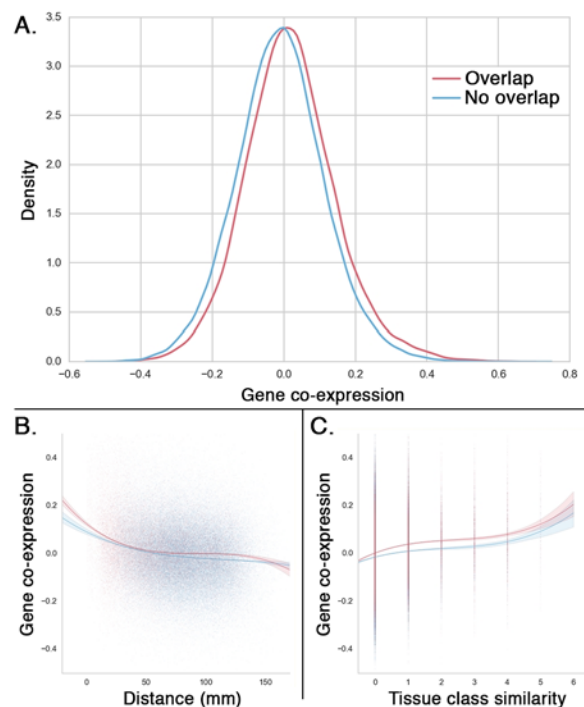 A.
3.5
3.0
2.5
2.0
1.5
1.0
0.5
0.0
Density
Overlap
No overlap
−0.6 −0.4 −0.2 0.0 0.2 0.4 0.6 0.8
Gene co-expression
B.
0.4
0.2
0.0
−0.2
−0.4
Gene co-expression
0 50 100 150
Distance (mm)
C.
0.4
0.2
0.0
−0.2
−0.4
Gene co-expression
0 1 2 3 4 5 6
Tissue class similarity